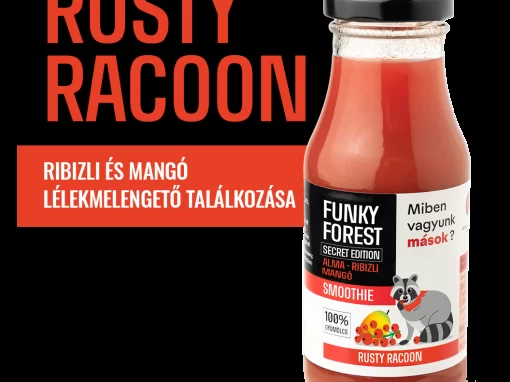 RUSTY
RACOON
RIBIZLI ÉS MANGÓ
LÉLEKMELENGETŐ TALÁLKOZÁSA
FUNKY
FOREST
SECRET EDITION
ALMA - RIBIZLI
MANGÓ
SMOOTHIE
100%
GYÜMÖLCS
RUSTY RACOON
Miben
vagyunk
mások?